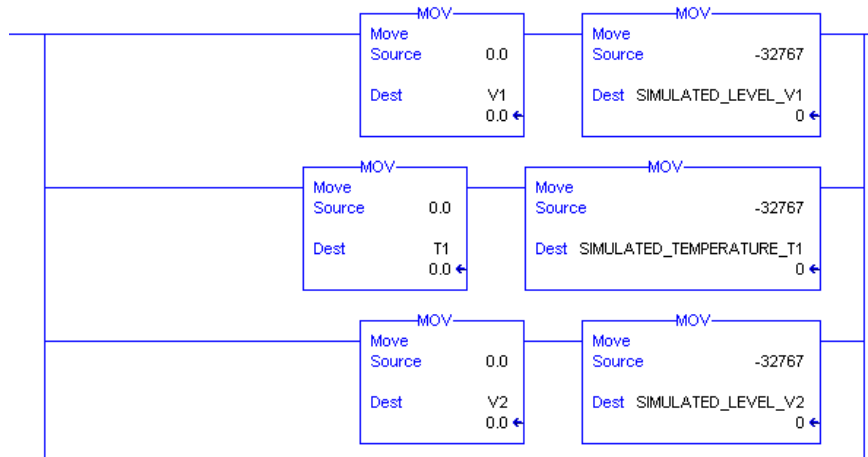 MOV MOV
Move Move
Source 0.0 Source -32767
Dest V1 Dest SIMULATED_LEVEL_V1
0.0 0
MOV MOV
Move Move
Source 0.0 Source -32767
Dest T1 Dest SIMULATED_TEMPERATURE_T1
0.0 0
MOV MOV
Move Move
Source 0.0 Source -32767
Dest V2 Dest SIMULATED_LEVEL_V2
0.0 0